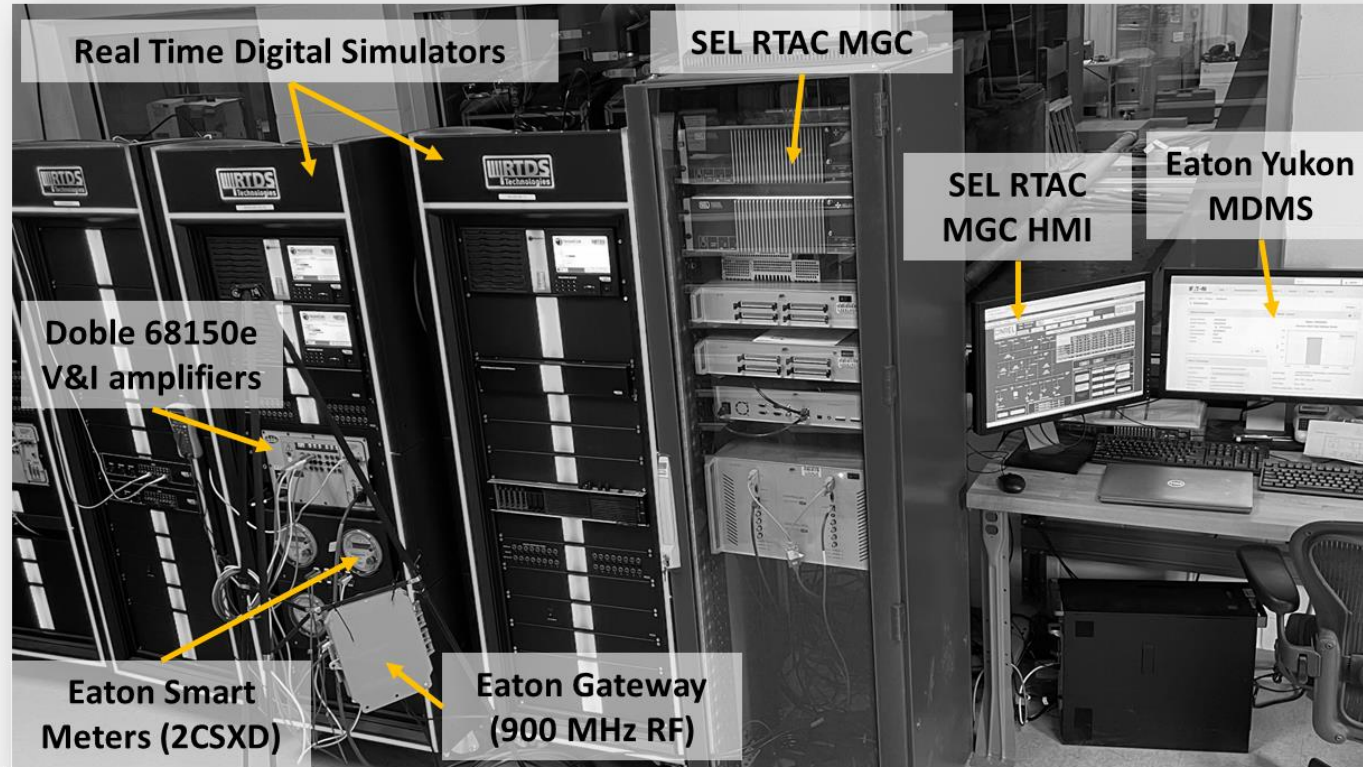 Real Time Digital Simulators
SEL RTAC MGC
SEL RTAC
MGC HMI
Eaton Yukon
MDMS
Doble 68150e
V&I amplifiers
Eaton Smart
Meters (2CSXD)
Eaton Gateway
(900 MHz RF)
RTDS
Technologies
RTDS
Technologies
RTDS
Technologies